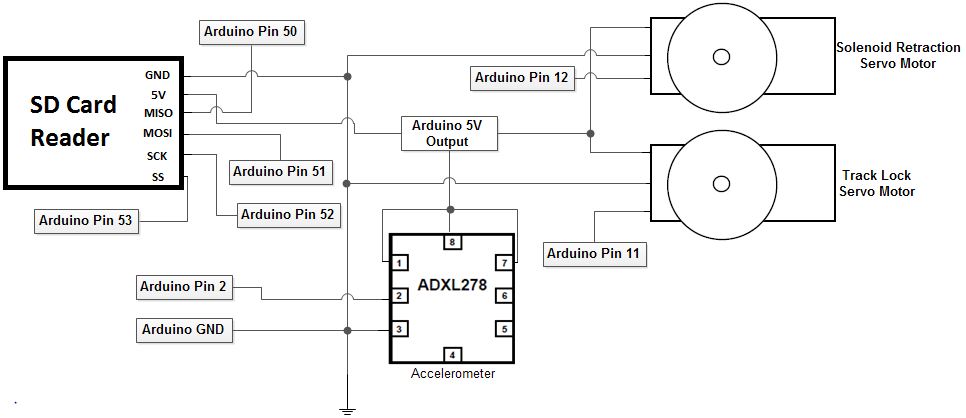 Arduino Pin 50
Solenoid Retraction
Servo Motor
GND
Arduino Pin 12
SD Card
Reader
5V
MISO
MOSI
SCK
SS
Arduino 5V
Output
Arduino Pin 51
Track Lock
Servo Motor
Arduino Pin 53
Arduino Pin 52
Arduino Pin 11
8
1
7
ADXL278
Arduino Pin 2
2
6
Arduino GND
3
5
4
Accelerometer